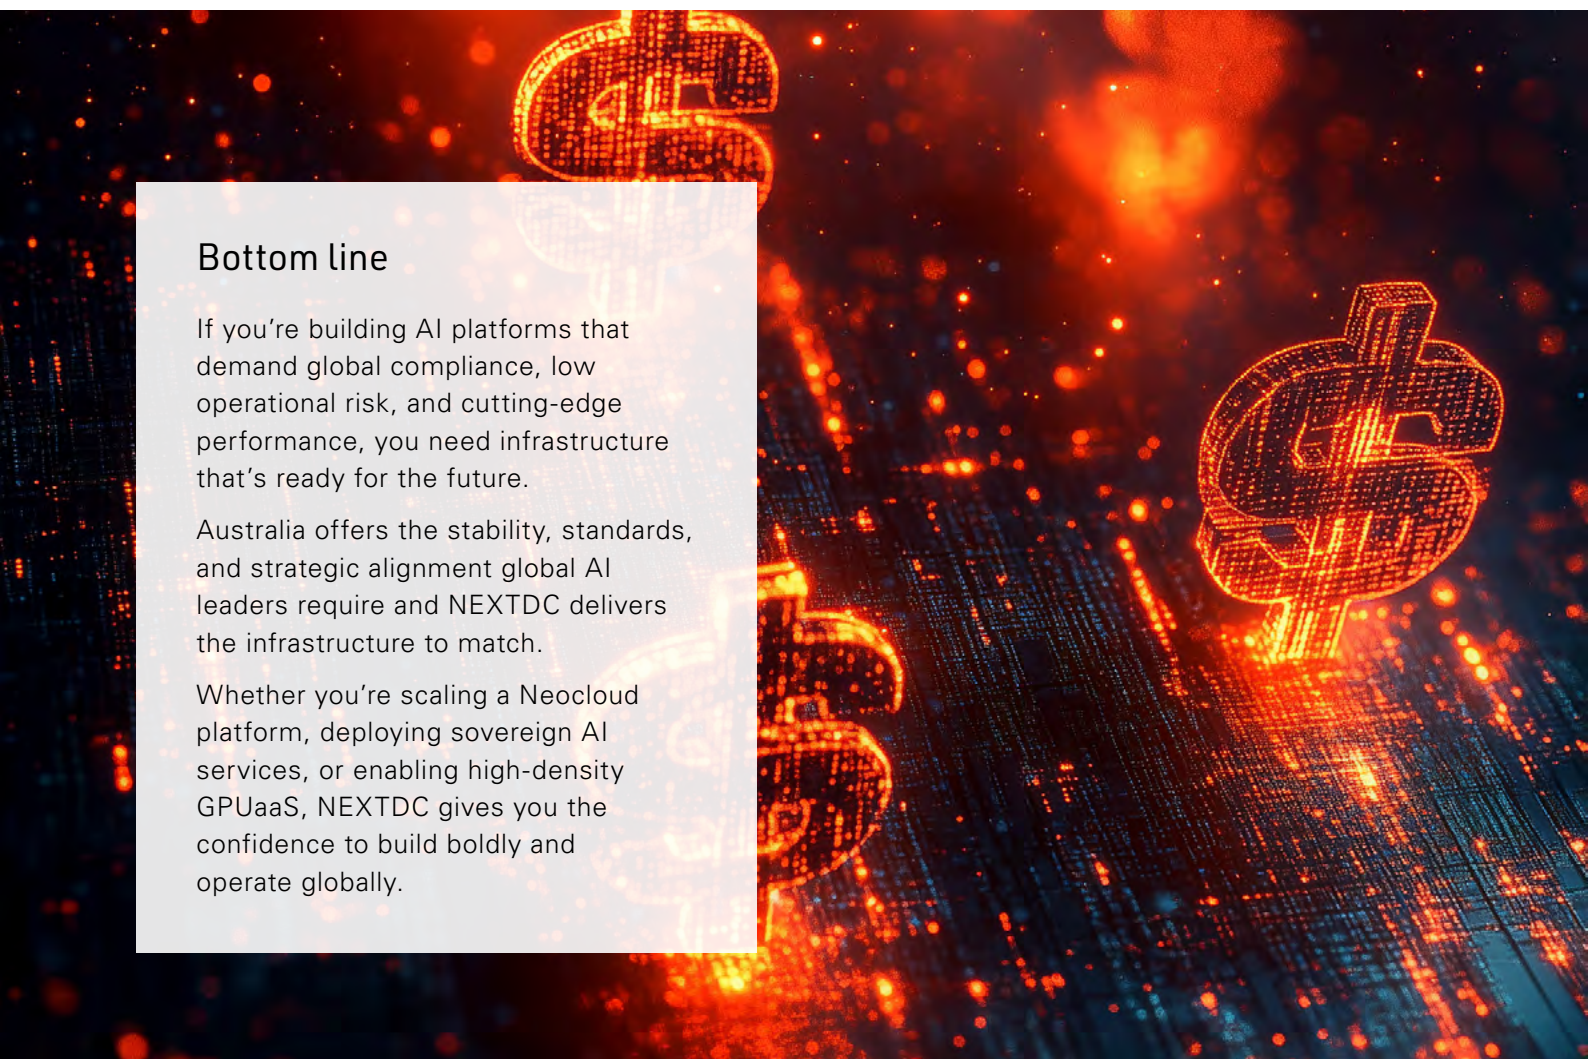 Bottom line
If you’re building AI platforms that
demand global compliance, low
operational risk, and cutting-edge
performance, you need infrastructure
that’s ready for the future.
Australia offers the stability, standards,
and strategic alignment global AI
leaders require and NEXTDC delivers
the infrastructure to match.
Whether you’re scaling a Neocloud
platform, deploying sovereign AI
services, or enabling high-density
GPUaaS, NEXTDC gives you the
confidence to build boldly and
operate globally.